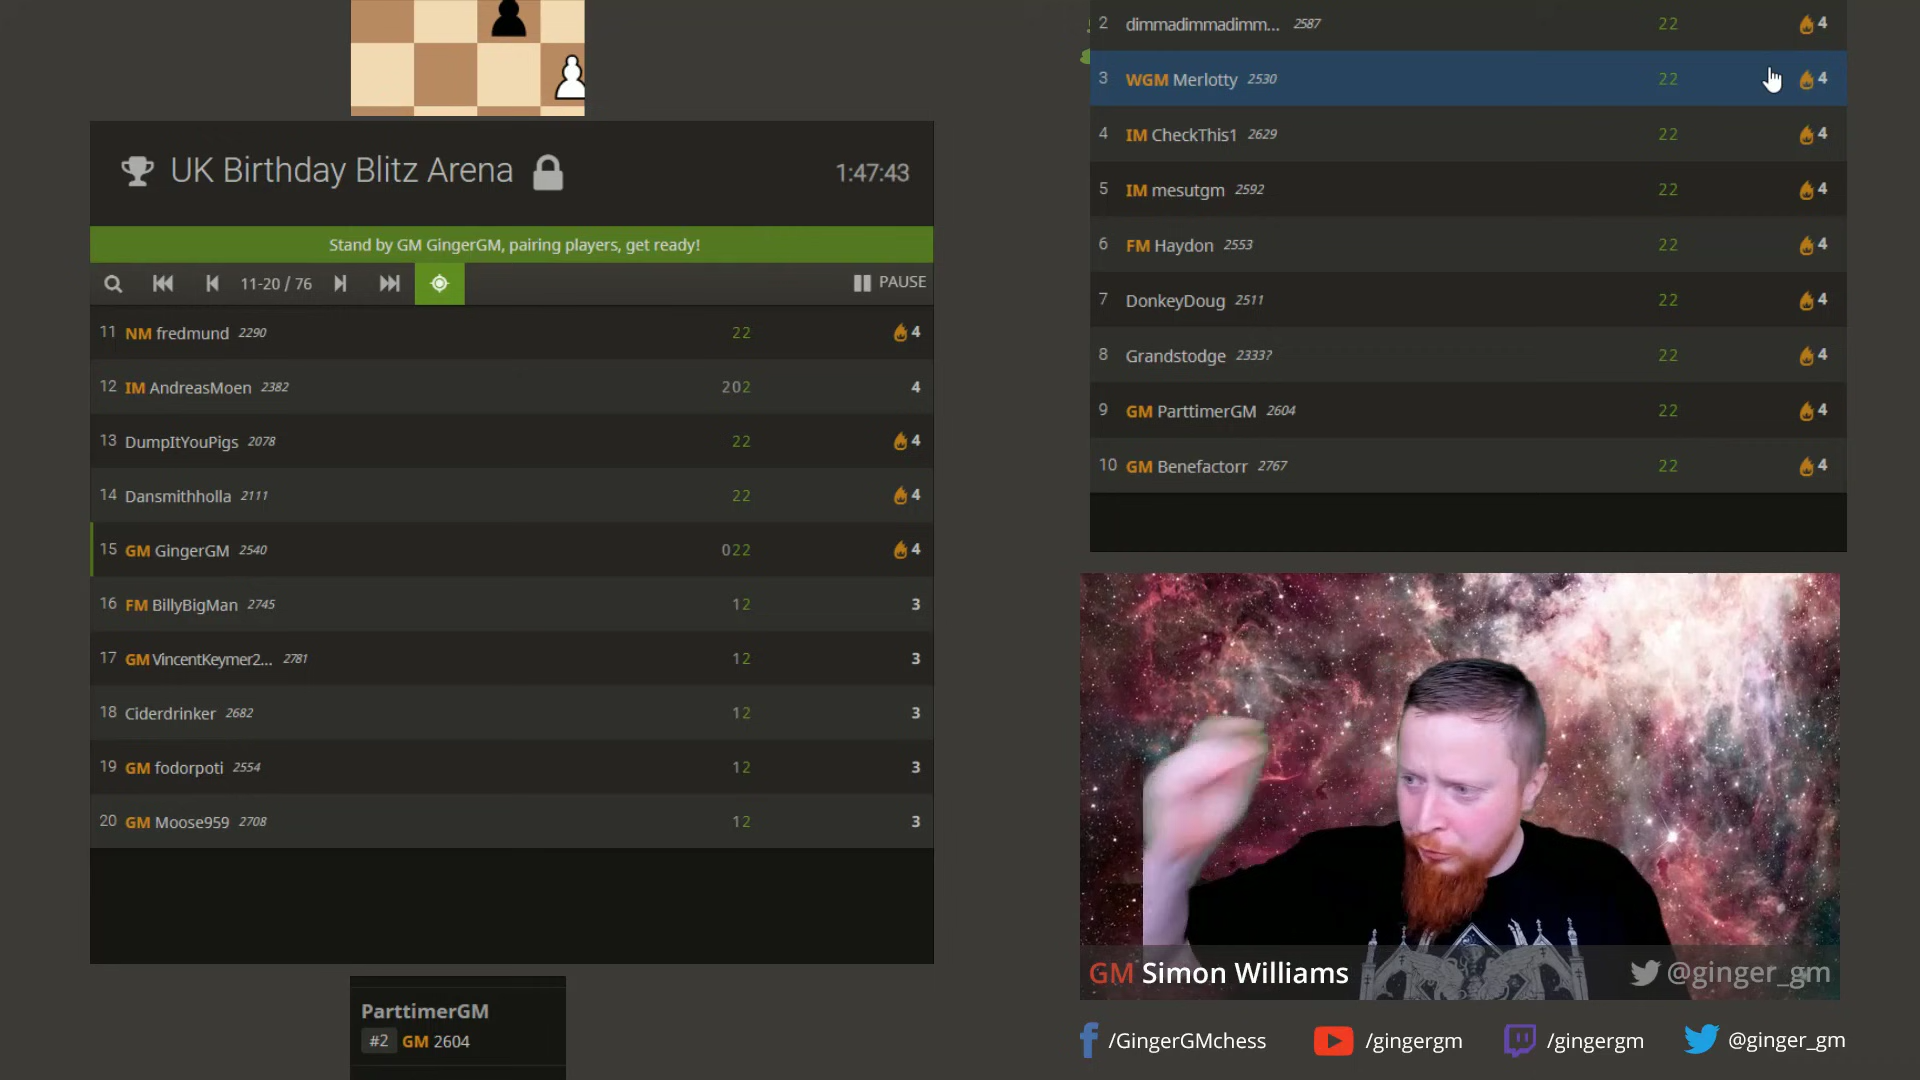 UK Birthday Blitz Arena
1:47:43
Stand by GM GingerGM, pairing players, get ready!
11-20 / 76
PAUSE
11 NM fredmund 2290 22 4
12 IM AndreasMoen 2382 202 4
13 DumpItYouPigs 2078 22 4
14 Dansmithholla 2111 22 4
15 GM GingerGM 2540 022 4
16 FM BillyBigMan 2745 12 3
17 GM VincentKeymer2... 2781 12 3
18 Ciderdrinker 2682 12 3
19 GM fodorpoti 2554 12 3
20 GM Moose959 2708 12 3
ParttimerGM
#2 GM 2604
2 dimmadimmadimm... 2587 22 4
3 WGM Merlotty 2530 22 4
4 IM CheckThis1 2629 22 4
5 IM mesutgm 2592 22 4
6 FM Haydon 2553 22 4
7 DonkeyDoug 2511 22 4
8 Grandstodge 2333? 22 4
9 GM ParttimerGM 2604 22 4
10 GM Benefactorr 2767 22 4
GM Simon Williams
@ginger_gm
/GingerGMchess
/gingergm
/gingergm
@ginger_gm